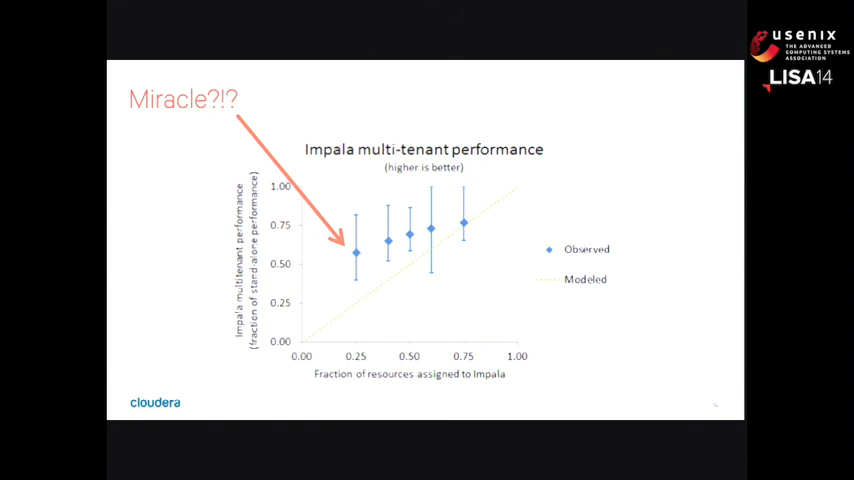 usenix
THE ADVANCED
COMPUTING SYSTEMS
ASSOCIATION
LISA14
Miracle?!?
Impala multi-tenant performance
(higher is better)
Impala multitenant performance
(fraction of stand-alone performance)
1.00
0.75
0.50
0.25
0.00
0.00 0.25 0.50 0.75 1.00
Fraction of resources assigned to Impala
Observed
Modeled
cloudera